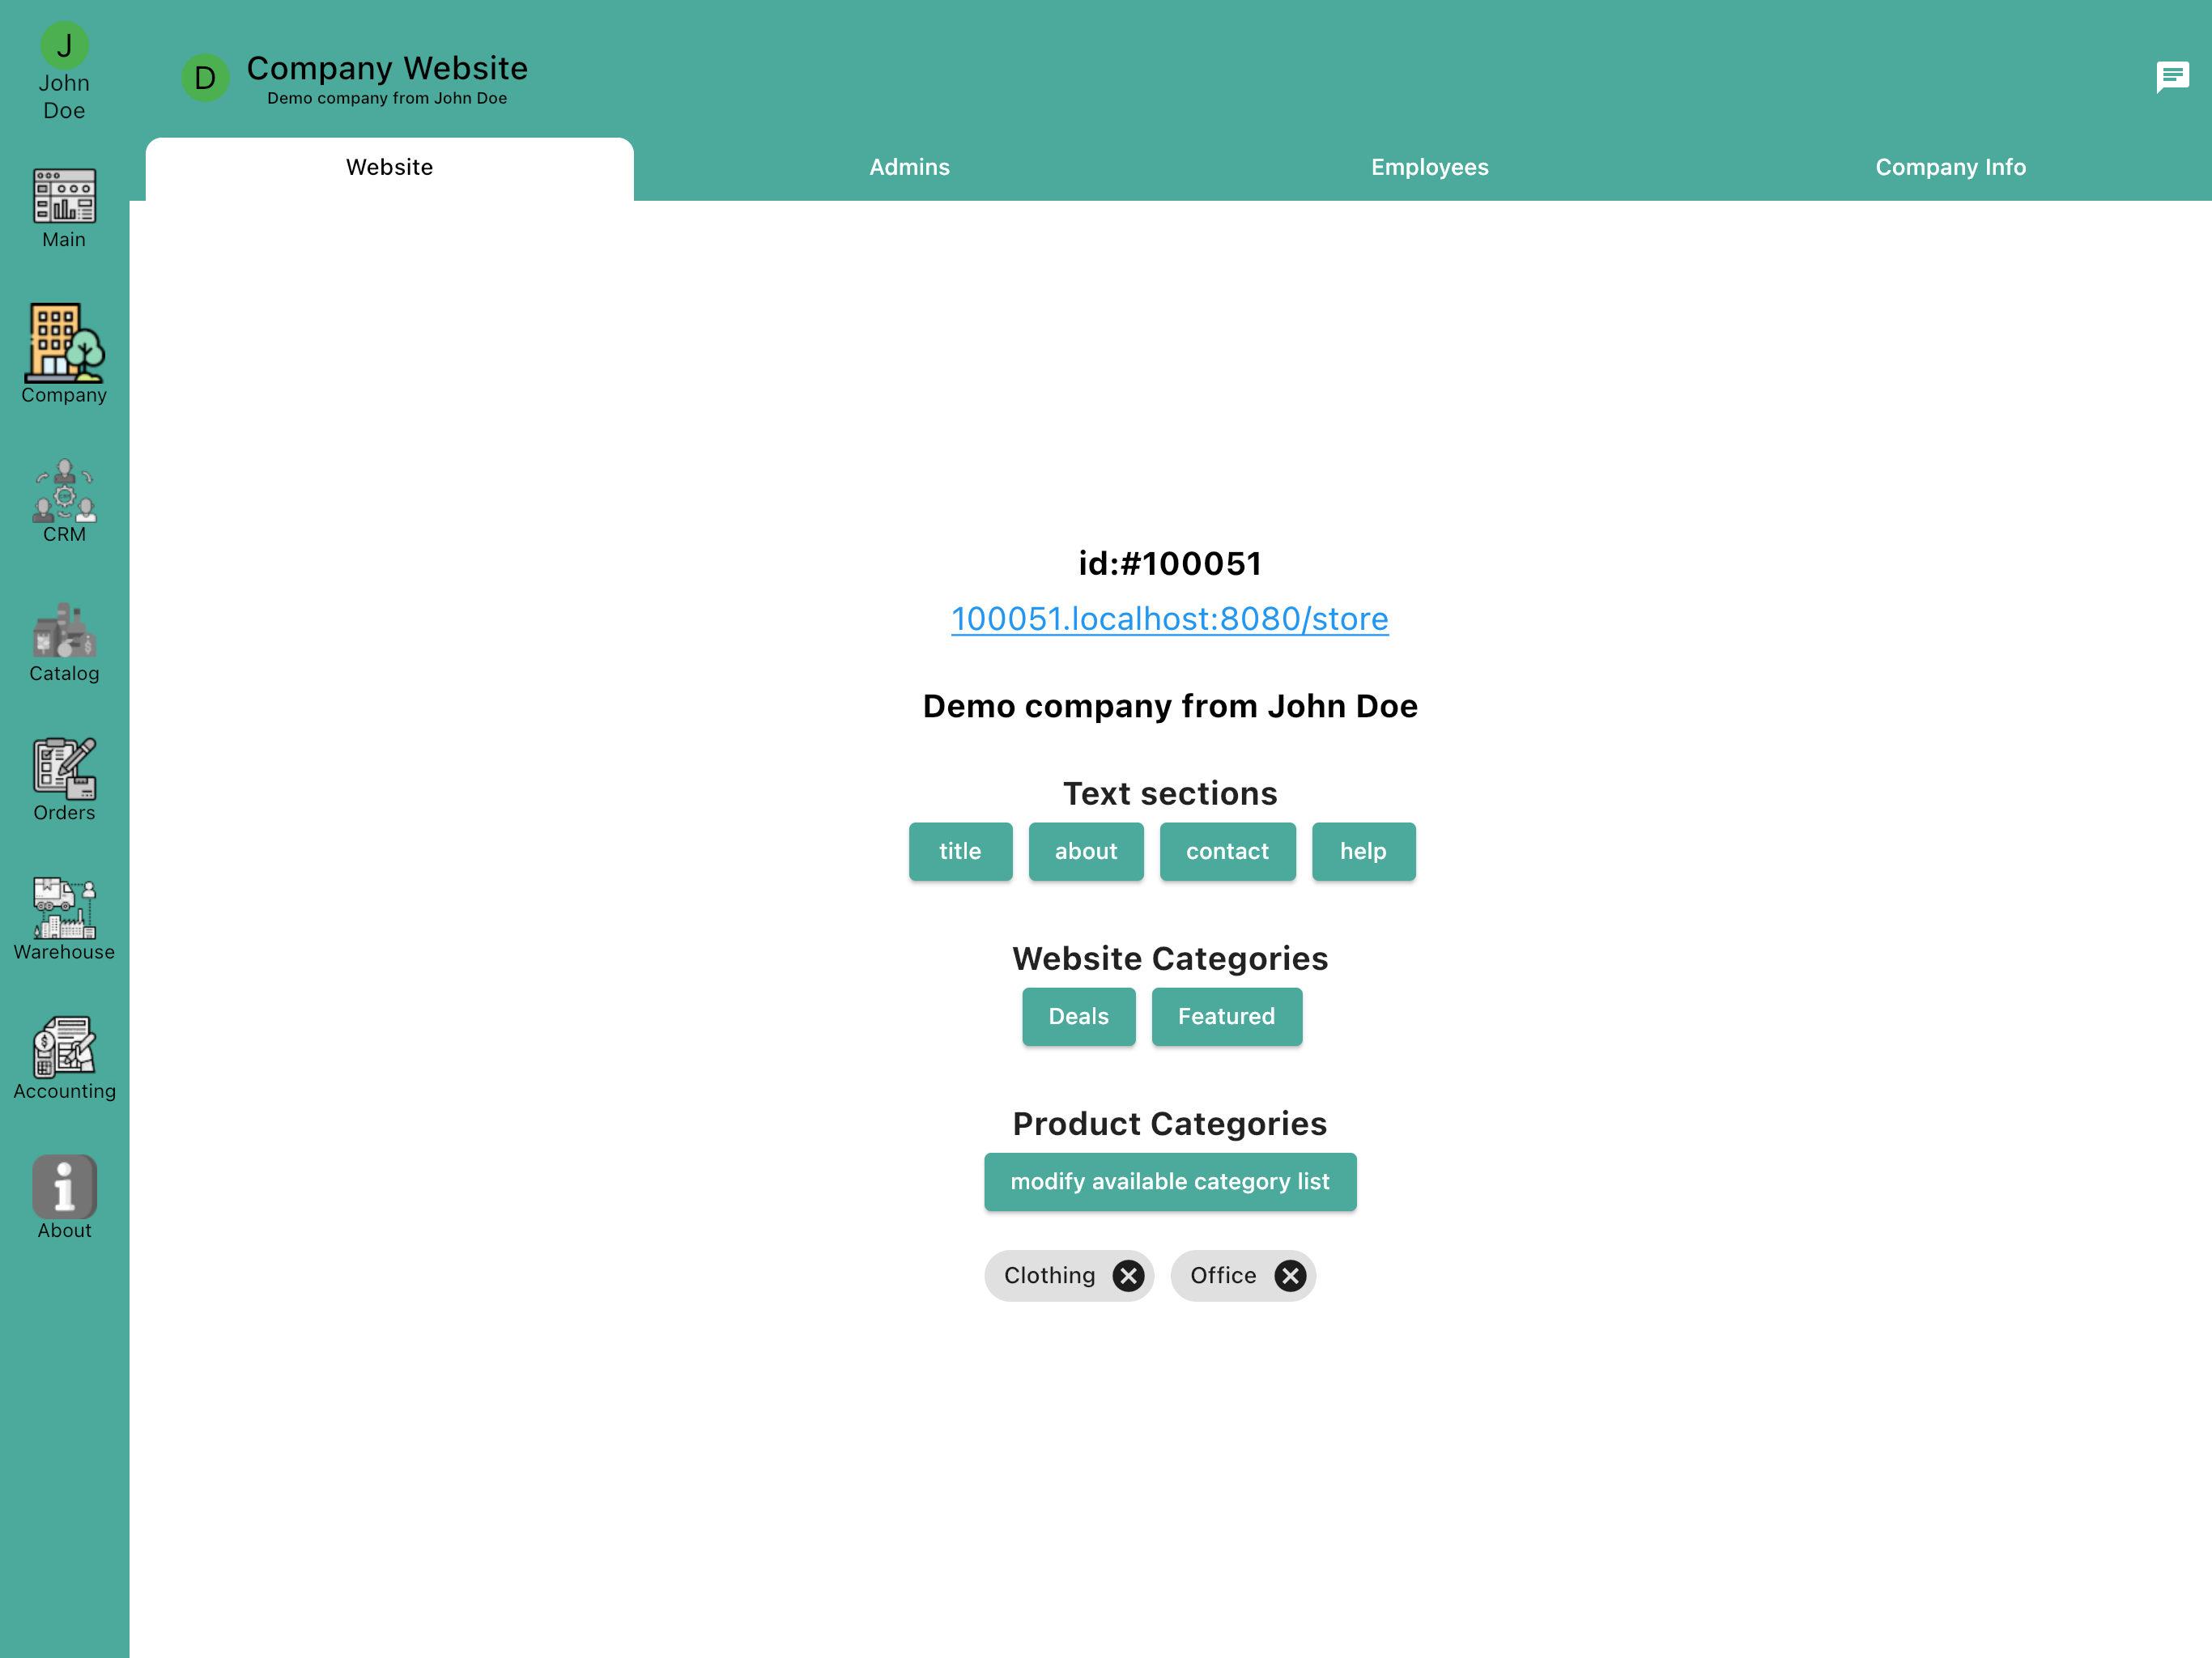 J
John
Doe
D
Company Website
Demo company from John Doe
Website
Admins
Employees
Company Info
Main
Company
CRM
Catalog
Orders
Warehouse
Accounting
About
id:#100051
100051.localhost:8080/store
Demo company from John Doe
Text sections
title
about
contact
help
Website Categories
Deals
Featured
Product Categories
modify available category list
Clothing
Office